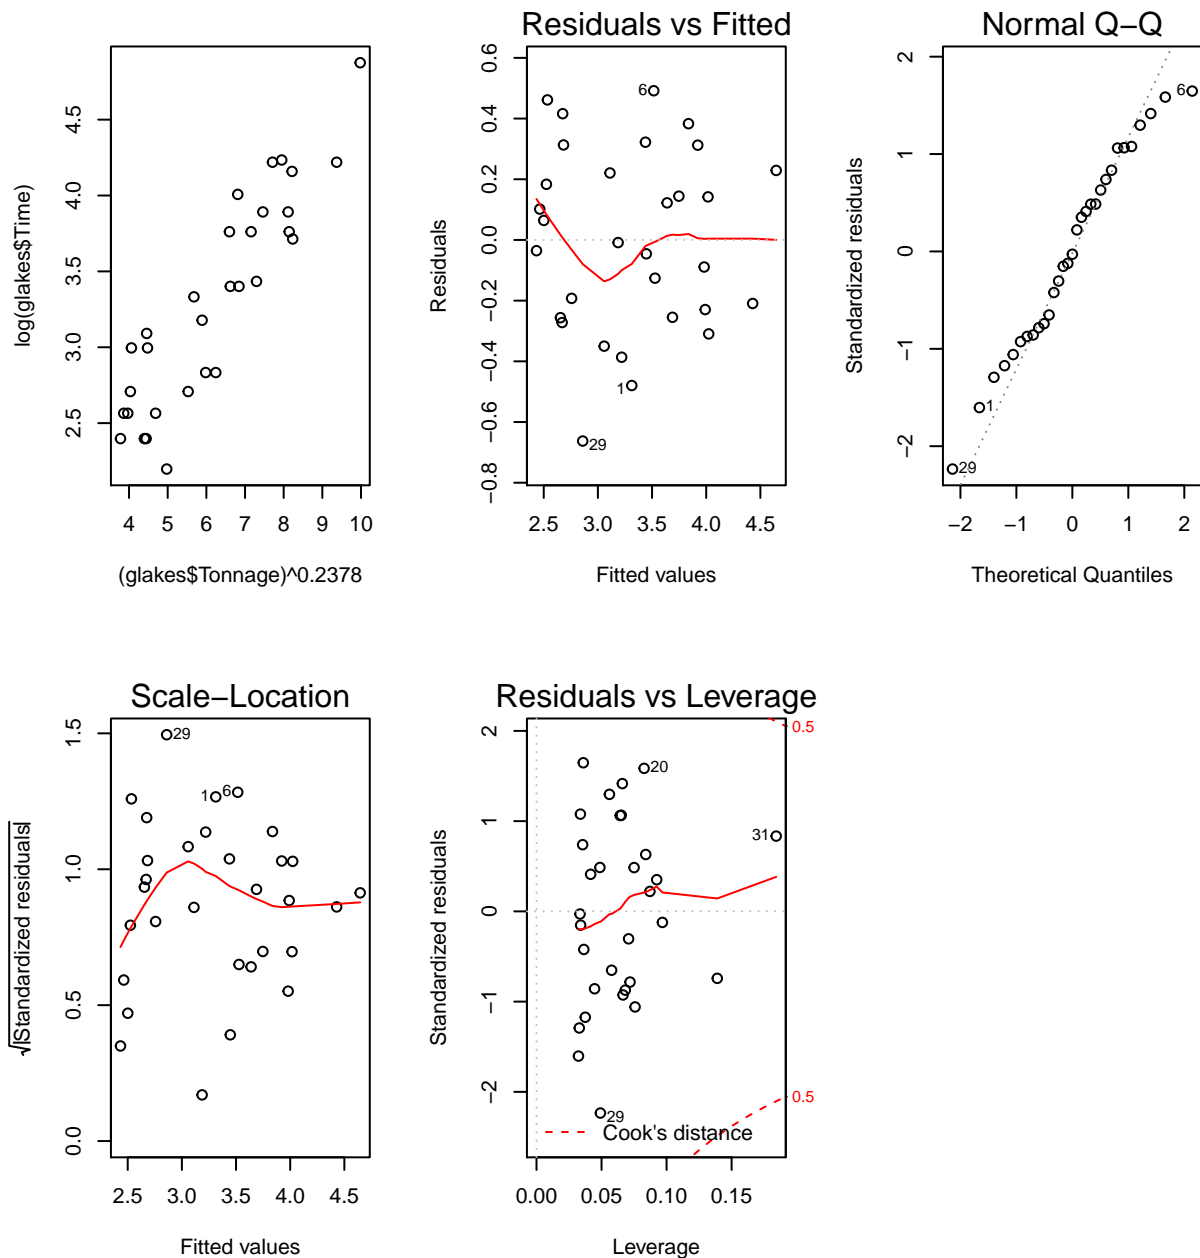 4.5
4.0
3.5
3.0
2.5
log(glakes$Time)
4 5 6 7 8 9 10
(glakes$Tonnage)^0.2378
Residuals vs Fitted
0.6
0.4
0.2
0.0
−0.2
−0.4
−0.6
−0.8
Residuals
6
1
29
2.5 3.0 3.5 4.0 4.5
Fitted values
Normal Q−Q
2
1
0
−1
−2
Standardized residuals
6
1
29
−2 −1 0 1 2
Theoretical Quantiles
Scale−Location
1.5
1.0
0.5
0.0
√|Standardized residuals|
29
1
6
2.5 3.0 3.5 4.0 4.5
Fitted values
Residuals vs Leverage
2
1
0
−1
−2
Standardized residuals
0.5
20
31
0.5
29
Cook's distance
0.00 0.05 0.10 0.15
Leverage